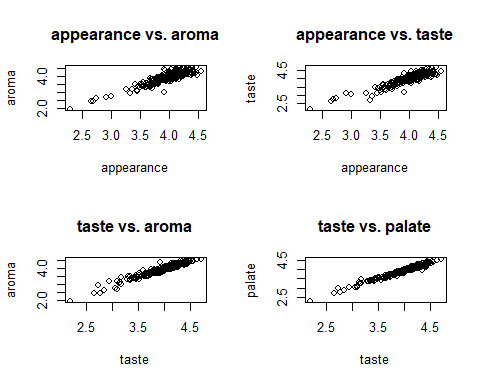 appearance vs. aroma
aroma
2.0 4.0
2.5 3.0 3.5 4.0 4.5
appearance
appearance vs. taste
taste
2.5 4.5
2.5 3.0 3.5 4.0 4.5
appearance
taste vs. aroma
aroma
2.0 4.0
2.5 3.5 4.5
taste
taste vs. palate
palate
2.5 4.5
2.5 3.5 4.5
taste